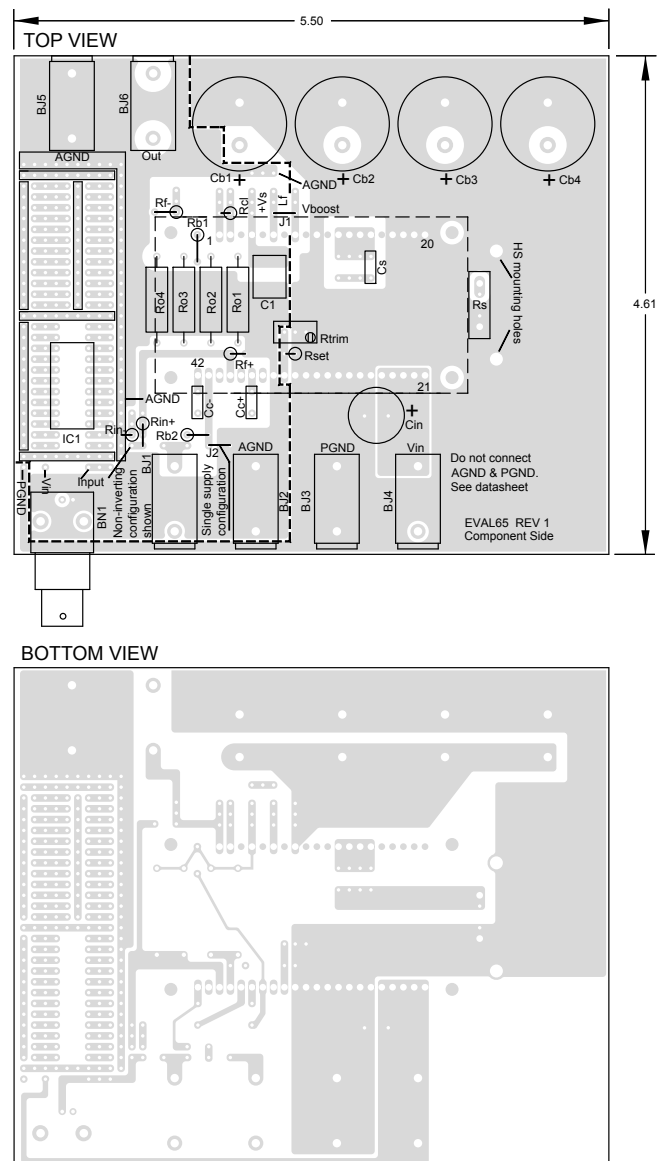 5.50
TOP VIEW
BJ5
BJ6
AGND
Out
Cb1
Cb2
Cb3
Cb4
AGND
Rf-
Rcl
+Vs
Lf
Vboost
J1
Rb1
1
20
Cs
HS mounting holes
4.61
Ro4
Ro3
Ro2
Ro1
C1
Rs
Rtrim
Rset
Rf+
42
21
AGND
Cc-
Cc+
Cin
Rin+
Rin-
Rb2
IC1
J2
AGND
PGND
Vin
Do not connect
AGND & PGND.
See datasheet
PGND
-Vin
Input
BN1
Non-inverting
configuration
shown
BJ1
Single supply
configuration
BJ2
BJ3
BJ4
EVAL65 REV 1
Component Side
BOTTOM VIEW